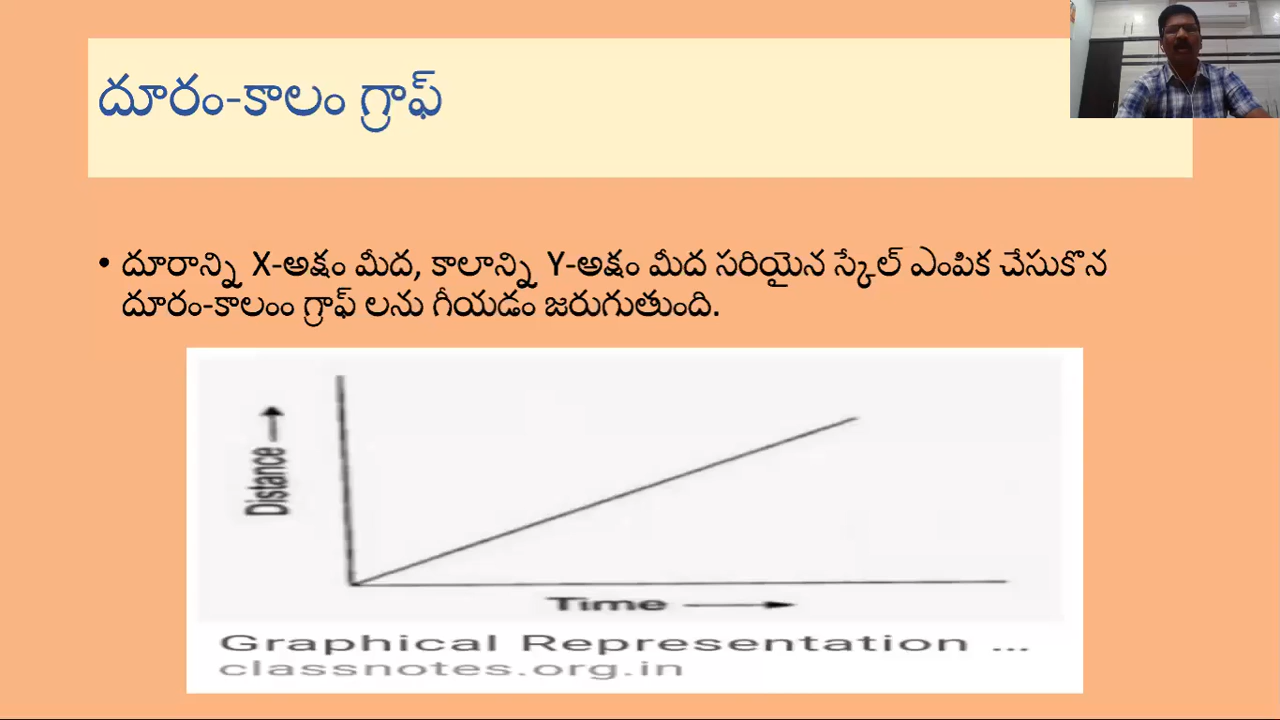 దూరం-కాలం గ్రాఫ్
• దూరాన్ని X-అక్షం మీద, కాలాన్ని Y-అక్షం మీద సరియైన స్కేల్ ఎంపిక చేసుకొన
దూరం-కాలంం గ్రాఫ్ లను గీయడం జరుగుతుంది.
Distance
Time
Graphical Representation ...
classnotes.org.in